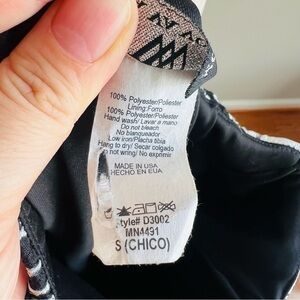 100% Polyester/Poliester
Lining:Forro
100% Polyester/Poliester
Hand wash/ Lavar a mano
Do not bleach
No blanqueador
Low iron/Placha tibia
Hang to dry/ Secar colgado
Do not wring/ No exprimir
MADE IN USA
HECHO EN EUA
Style# D3002
MN4491
S (CHICO)